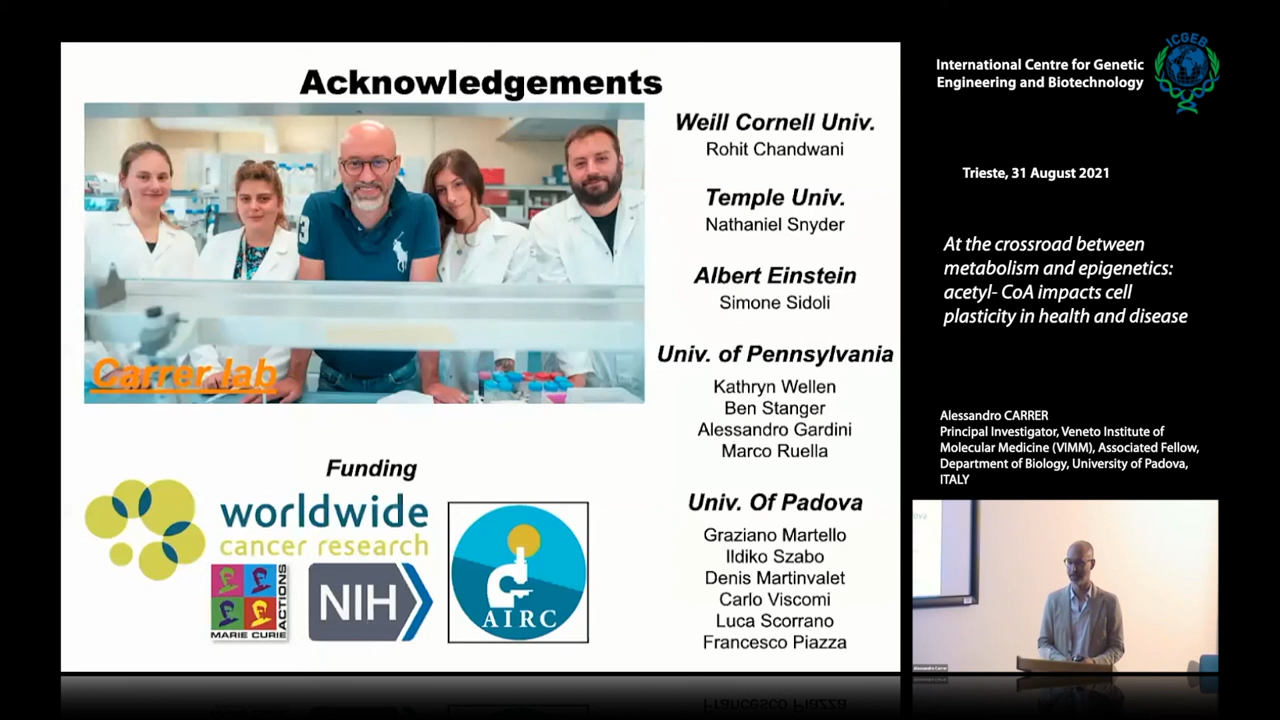 Acknowledgements
3
Carrer lab
Funding
worldwide
cancer research
MARIE CURIE
ACTIONS
NIH
AIRC
Weill Cornell Univ.
Rohit Chandwani
Temple Univ.
Nathaniel Snyder
Albert Einstein
Simone Sidoli
Univ. of Pennsylvania
Kathryn Wellen
Ben Stanger
Alessandro Gardini
Marco Ruella
Univ. Of Padova
Graziano Martello
Ildiko Szabo
Denis Martinvalet
Carlo Viscomi
Luca Scorrano
Francesco Piazza
International Centre for Genetic
Engineering and Biotechnology
ICGEB
Trieste, 31 August 2021
At the crossroad between
metabolism and epigenetics:
acetyl- CoA impacts cell
plasticity in health and disease
Alessandro CARRER
Principal Investigator, Veneto Institute of
Molecular Medicine (VIMM), Associated Fellow,
Department of Biology, University of Padova,
ITALY
Alessandro Carrer